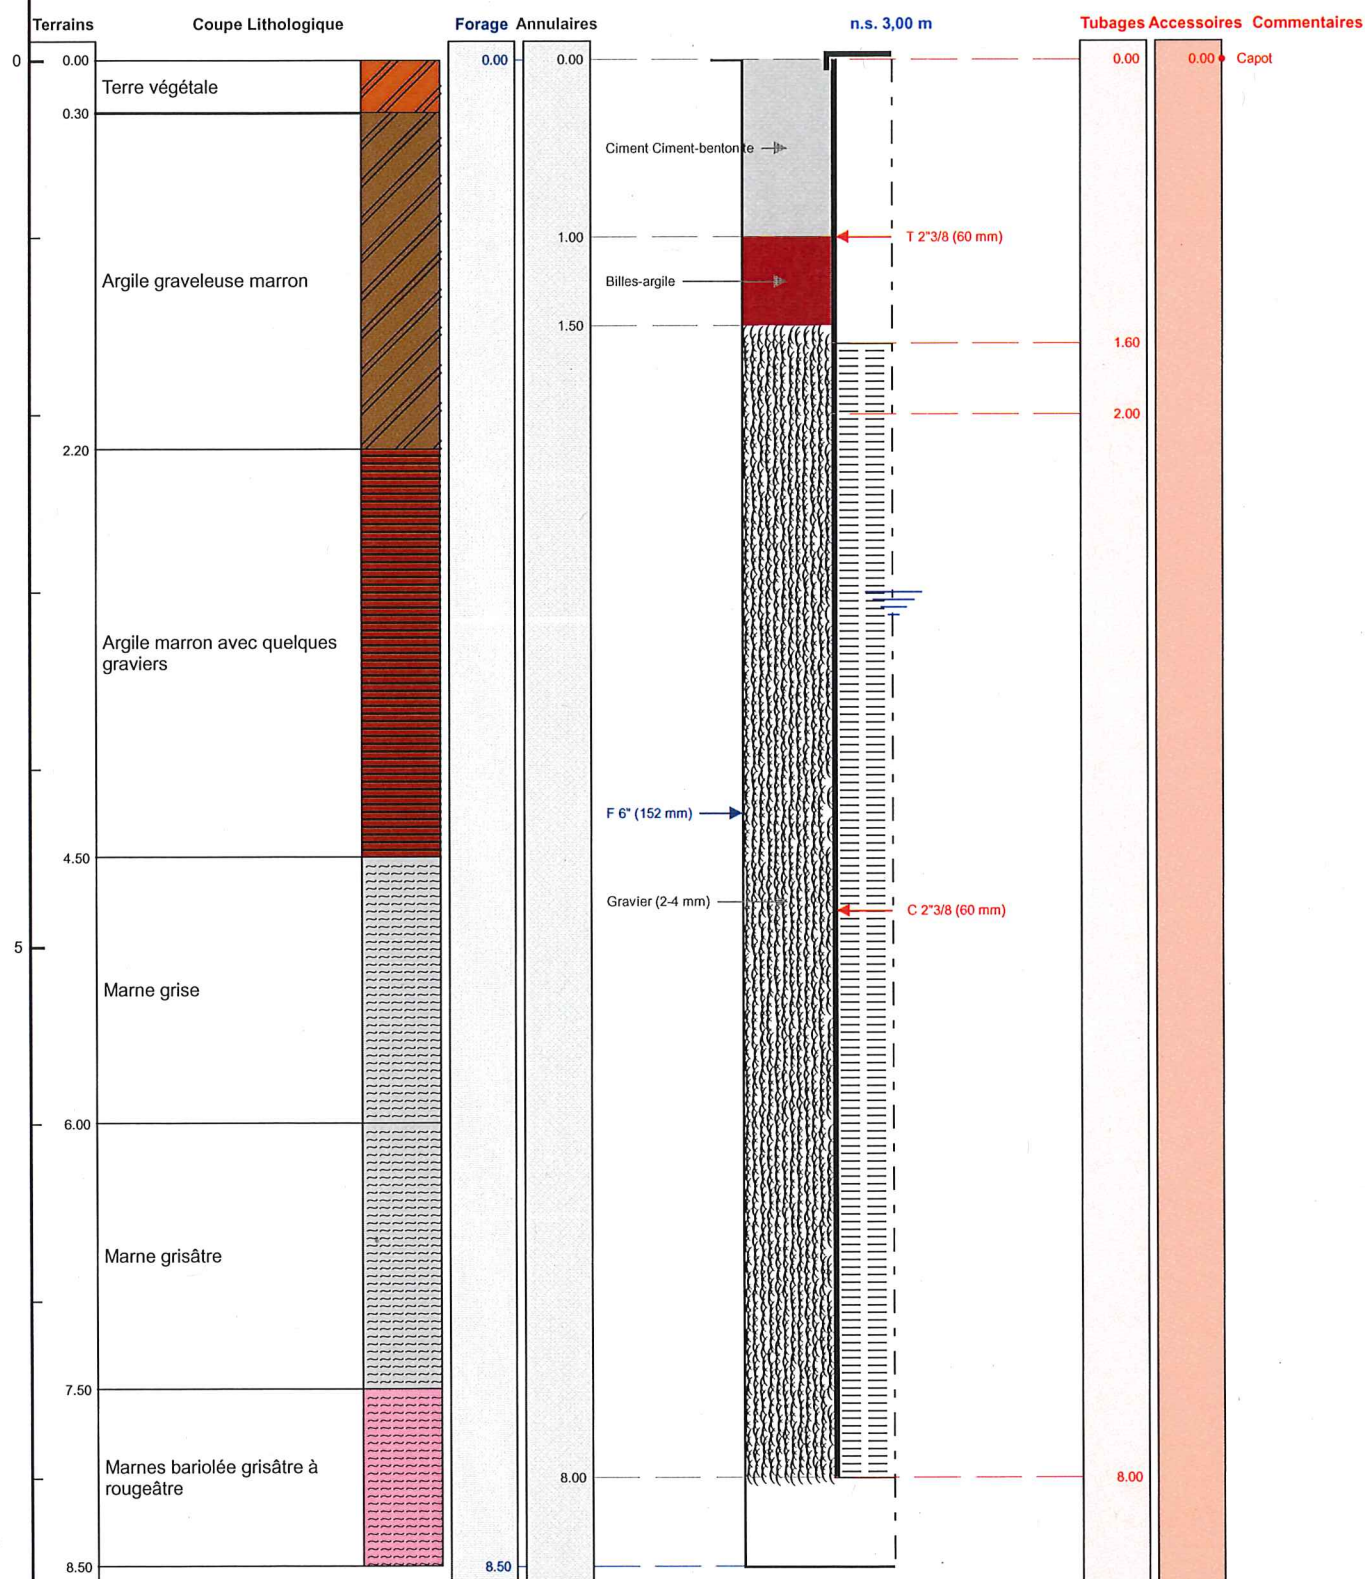 Terrains Coupe Lithologique Forage Annulaires n.s. 3,00 m Tubages Accessoires Commentaires
0 0.00 0.00 0.00 0.00 0.00 Capot
Terre végétale
0.30
Ciment Ciment-bentonite
1.00 T 2"3/8 (60 mm)
Argile graveleuse marron Billes-argile
1.50
1.60
2.00
2.20
Argile marron avec quelques
graviers
F 6" (152 mm)
4.50
Gravier (2-4 mm) C 2"3/8 (60 mm)
5
Marne grise
6.00
Marne grisâtre
7.50
Marnes bariolée grisâtre à
rougeâtre
8.00 8.00
8.50 8.50